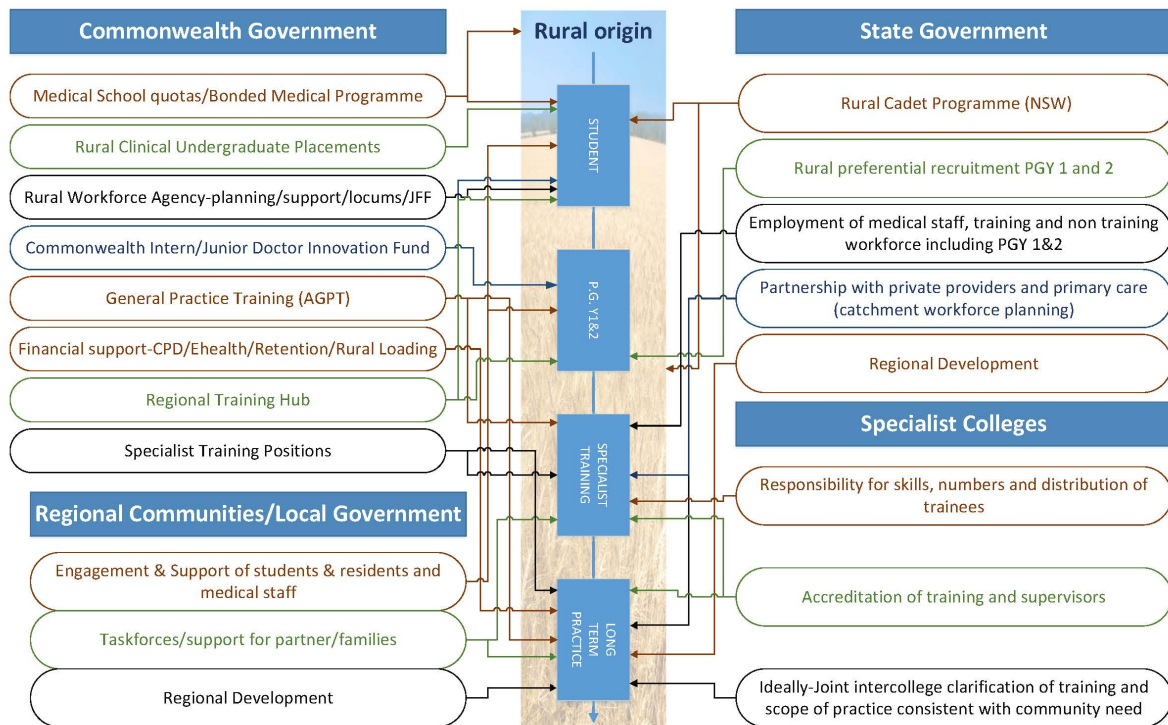 Commonwealth Government
Medical School quotas/Bonded Medical Programme
Rural Clinical Undergraduate Placements
Rural Workforce Agency-planning/support/locums/JFF
Commonwealth Intern/Junior Doctor Innovation Fund
General Practice Training (AGPT)
Financial support-CPD/Ehealth/Retention/Rural Loading
Regional Training Hub
Specialist Training Positions
Regional Communities/Local Government
Engagement & Support of students & residents and
medical staff
Taskforces/support for partner/families
Regional Development
Rural origin
STUDENT
P.G. Y1&2
SPECIALIST
TRAINING
LONG
TERM
PRACTICE
State Government
Rural Cadet Programme (NSW)
Rural preferential recruitment PGY 1 and 2
Employment of medical staff, training and non training
workforce including PGY 1&2
Partnership with private providers and primary care
(catchment workforce planning)
Regional Development
Specialist Colleges
Responsibility for skills, numbers and distribution of
trainees
Accreditation of training and supervisors
Ideally-Joint intercollege clarification of training and
scope of practice consistent with community need